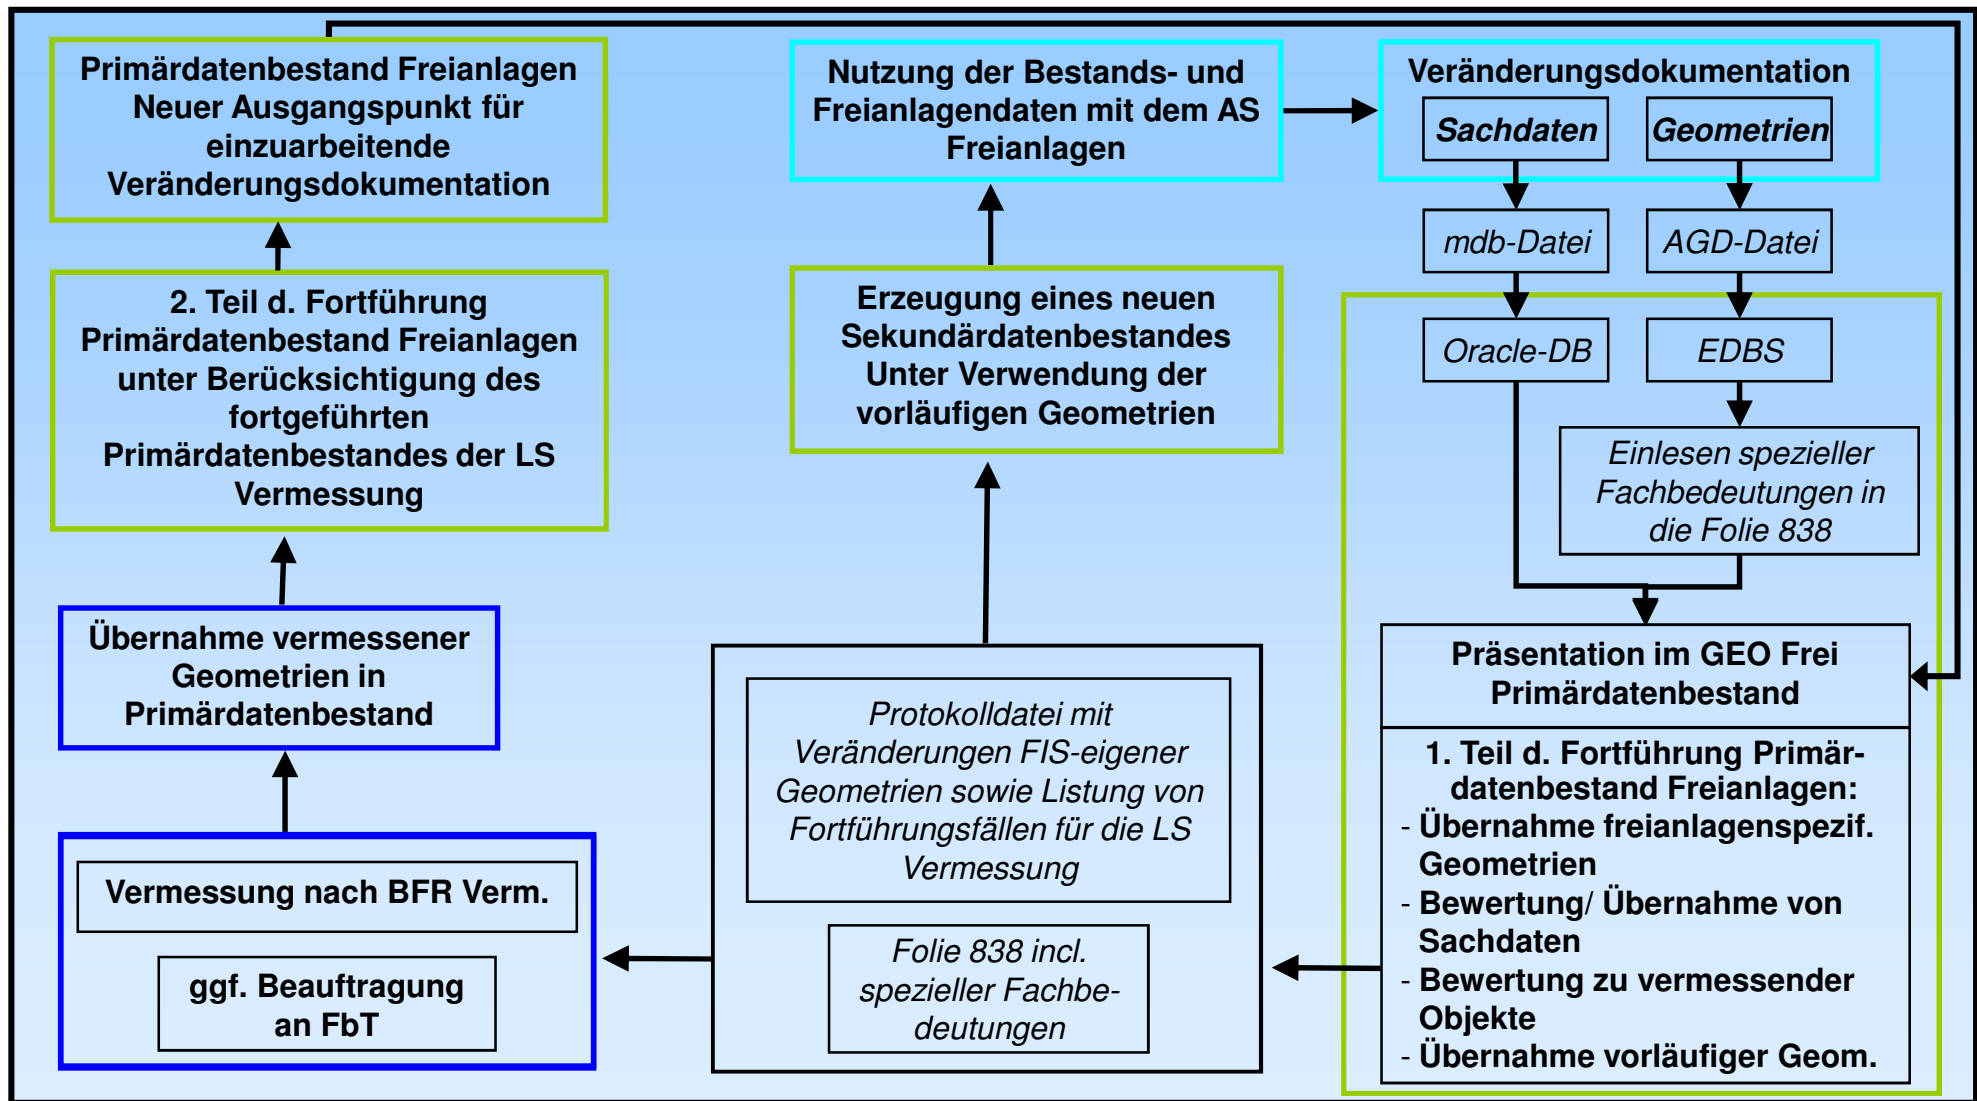 Primärdatenbestand Freianlagen
Neuer Ausgangspunkt für
einzuarbeitende
Veränderungsdokumentation
2. Teil d. Fortführung
Primärdatenbestand Freianlagen
unter Berücksichtigung des
fortgeführten
Primärdatenbestandes der LS
Vermessung
Übernahme vermessener
Geometrien in
Primärdatenbestand
Vermessung nach BFR Verm.
ggf. Beauftragung
an FbT
Nutzung der Bestands- und
Freianlagendaten mit dem AS
Freianlagen
Erzeugung eines neuen
Sekundärdatenbestandes
Unter Verwendung der
vorläufigen Geometrien
Protokolldatei mit
Veränderungen FIS-eigener
Geometrien sowie Listung von
Fortführungsfällen für die LS
Vermessung
Folie 838 incl.
spezieller Fachbe-
deutungen
Veränderungsdokumentation
Sachdaten
Geometrien
mdb-Datei
AGD-Datei
Oracle-DB
EDBS
Einlesen spezieller
Fachbedeutungen in
die Folie 838
Präsentation im GEO Frei
Primärdatenbestand
1. Teil d. Fortführung Primär-
datenbestand Freianlagen:
- Übernahme freianlagenspezif.
Geometrien
- Bewertung/ Übernahme von
Sachdaten
- Bewertung zu vermessender
Objekte
- Übernahme vorläufiger Geom.